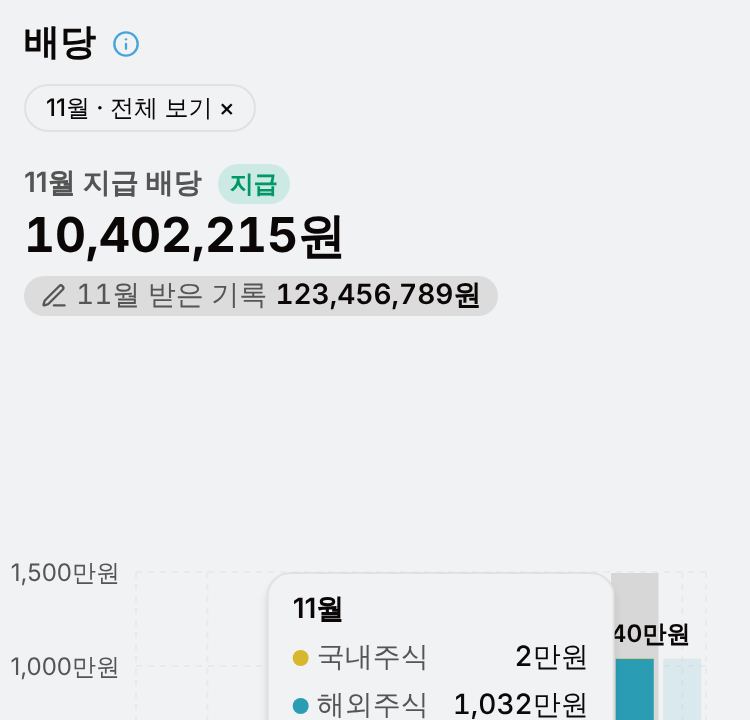 배당
11월 · 전체 보기 ×
11월 지급 배당 지급
10,402,215원
11월 받은 기록 123,456,789원
1,500만원
11월
40만원
국내주식 2만원
1,000만원
해외주식 1,032만원